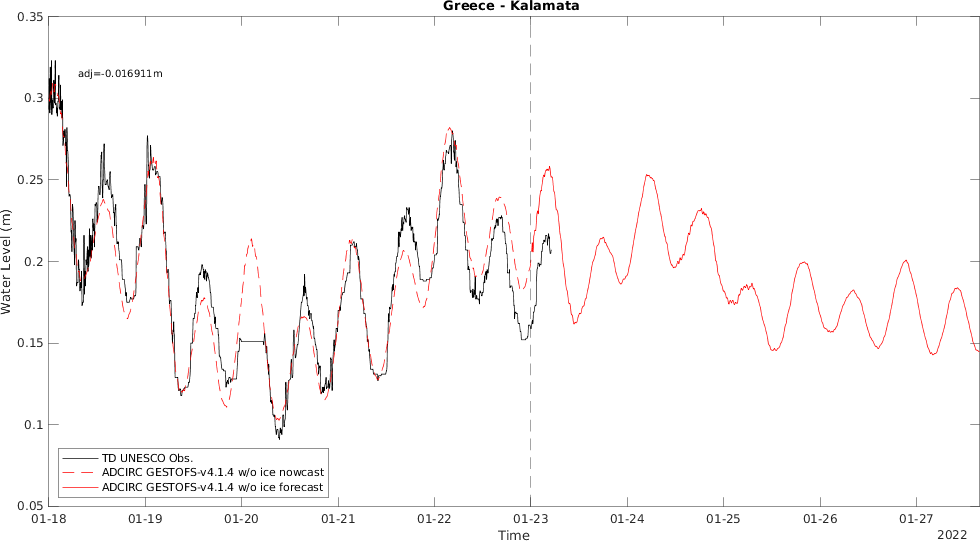 Greece - Kalamata
0.35
0.3
0.25
0.2
0.15
0.1
0.05
Water Level (m)
adj=-0.016911m
TD UNESCO Obs.
ADCIRC GESTOFS-v4.1.4 w/o ice nowcast
ADCIRC GESTOFS-v4.1.4 w/o ice forecast
01-18 01-19 01-20 01-21 01-22 01-23 01-24 01-25 01-26 01-27
Time
2022